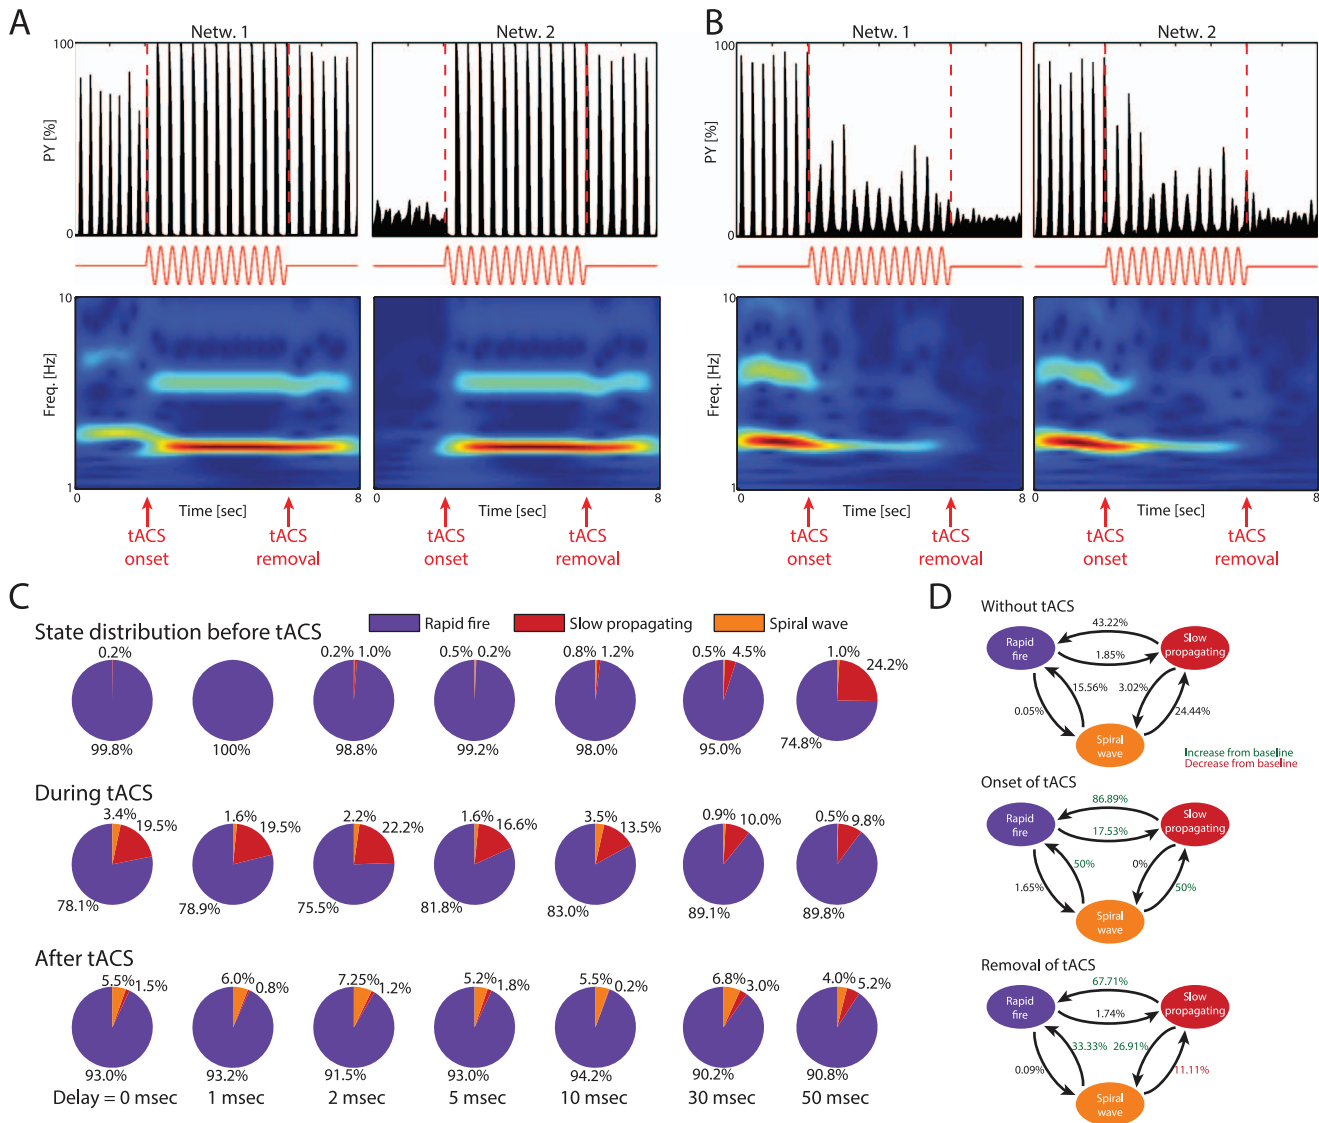 A
Netw. 1
Netw. 2
100
PY [%]
0
10
Freq. [Hz]
1
0
8
8
Time [sec]
Time [sec]
tACS
onset
tACS
removal
tACS
onset
tACS
removal
B
Netw. 1
Netw. 2
100
PY [%]
0
10
Freq. [Hz]
1
0
8
8
Time [sec]
Time [sec]
tACS
onset
tACS
removal
tACS
onset
tACS
removal
C
Rapid fire
Slow propagating
Spiral wave
State distribution before tACS
0.2%
0.2% 1.0%
0.5% 0.2%
0.8% 1.2%
0.5% 4.5%
1.0%
24.2%
99.8%
100%
98.8%
99.2%
98.0%
95.0%
74.8%
During tACS
3.4%
19.5%
1.6%
19.5%
2.2%
22.2%
1.6%
16.6%
3.5%
13.5%
0.9%
10.0%
0.5%
9.8%
78.1%
78.9%
75.5%
81.8%
83.0%
89.1%
89.8%
After tACS
5.5%
1.5%
6.0%
0.8%
7.25%
1.2%
5.2%
1.8%
5.5%
0.2%
6.8%
3.0%
4.0%
5.2%
93.0%
93.2%
91.5%
93.0%
94.2%
90.2%
90.8%
Delay = 0 msec
1 msec
2 msec
5 msec
10 msec
30 msec
50 msec
D
Without tACS
43.22%
Rapid
fire
Slow
propagating
1.85%
15.56%
3.02%
0.05%
24.44%
Spiral
wave
Increase from baseline
Decrease from baseline
Onset of tACS
86.89%
Rapid
fire
Slow
propagating
17.53%
50%
0%
1.65%
50%
Spiral
wave
Removal of tACS
67.71%
Rapid
fire
Slow
propagating
1.74%
33.33%
26.91%
0.09%
11.11%
Spiral
wave